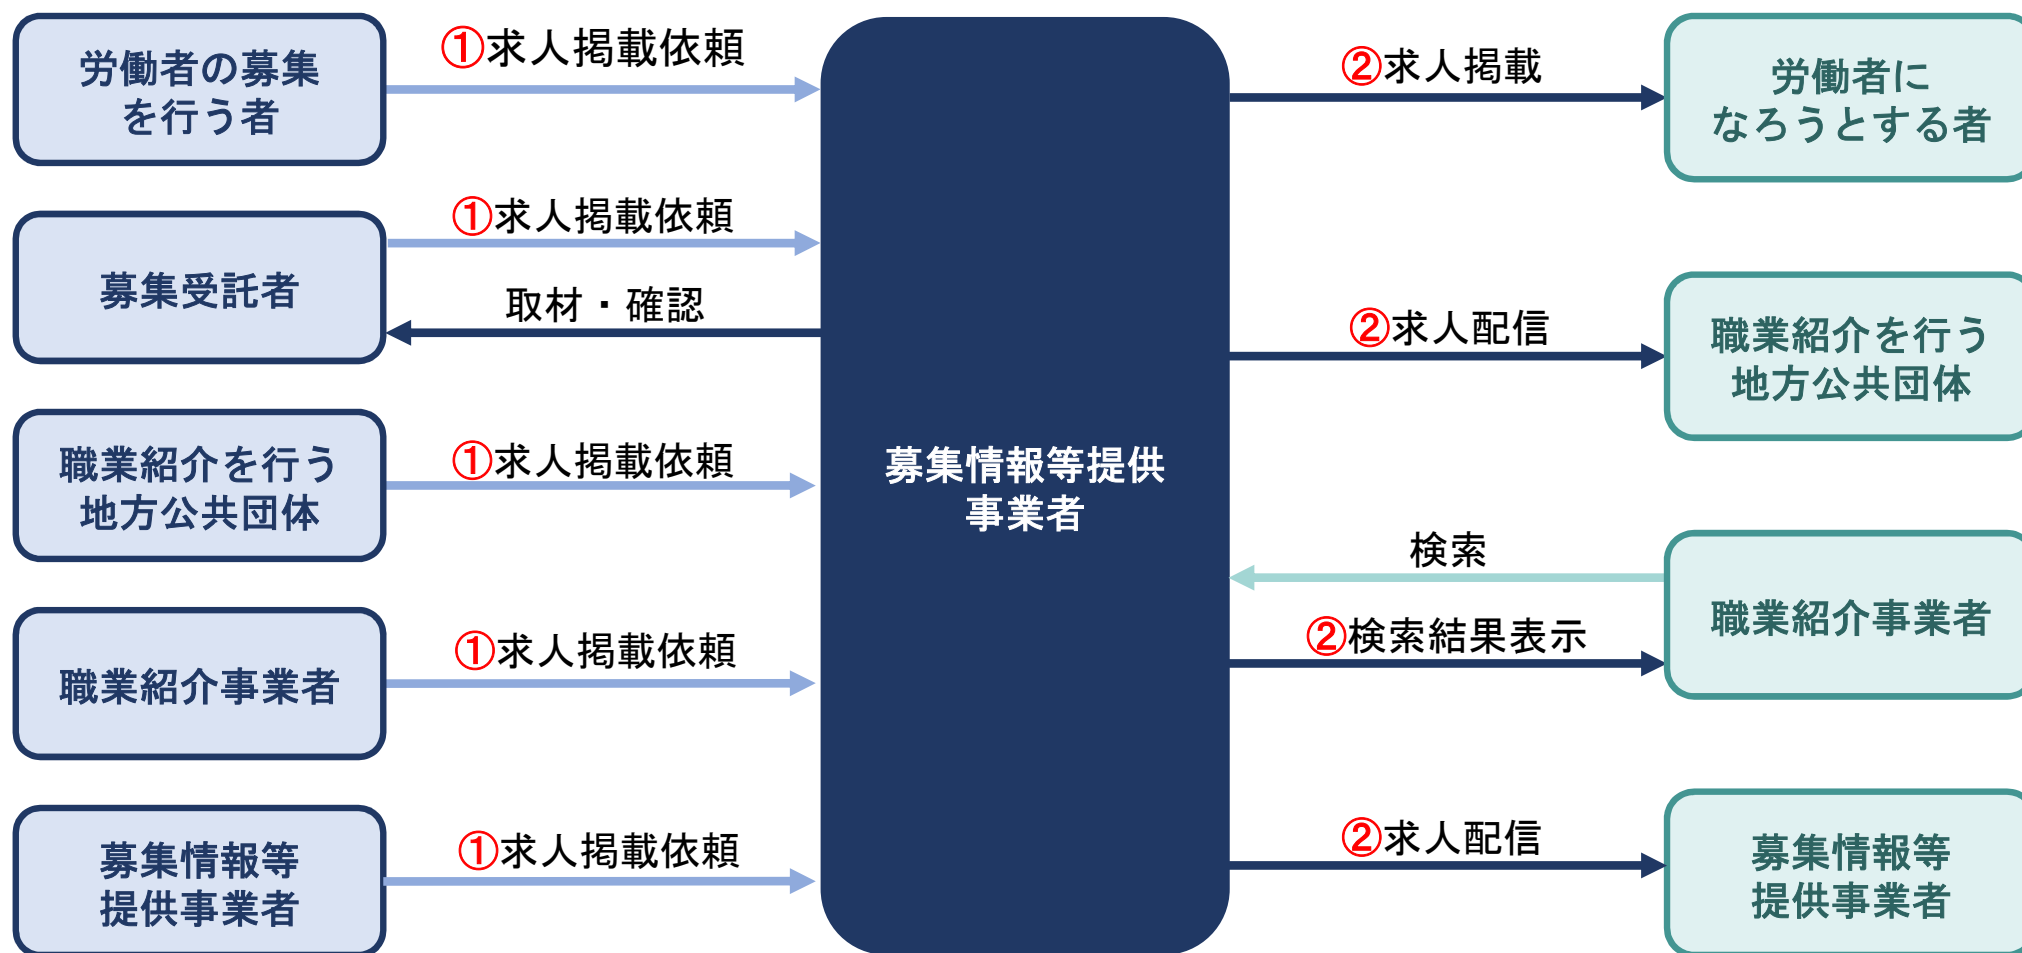 労働者の募集
を行う者
①求人掲載依頼
募集受託者
①求人掲載依頼
取材・確認
職業紹介を行う
地方公共団体
①求人掲載依頼
職業紹介事業者
①求人掲載依頼
募集情報等
提供事業者
①求人掲載依頼
募集情報等提供
事業者
②求人掲載
労働者に
なろうとする者
②求人配信
職業紹介を行う
地方公共団体
検索
②検索結果表示
職業紹介事業者
②求人配信
募集情報等
提供事業者